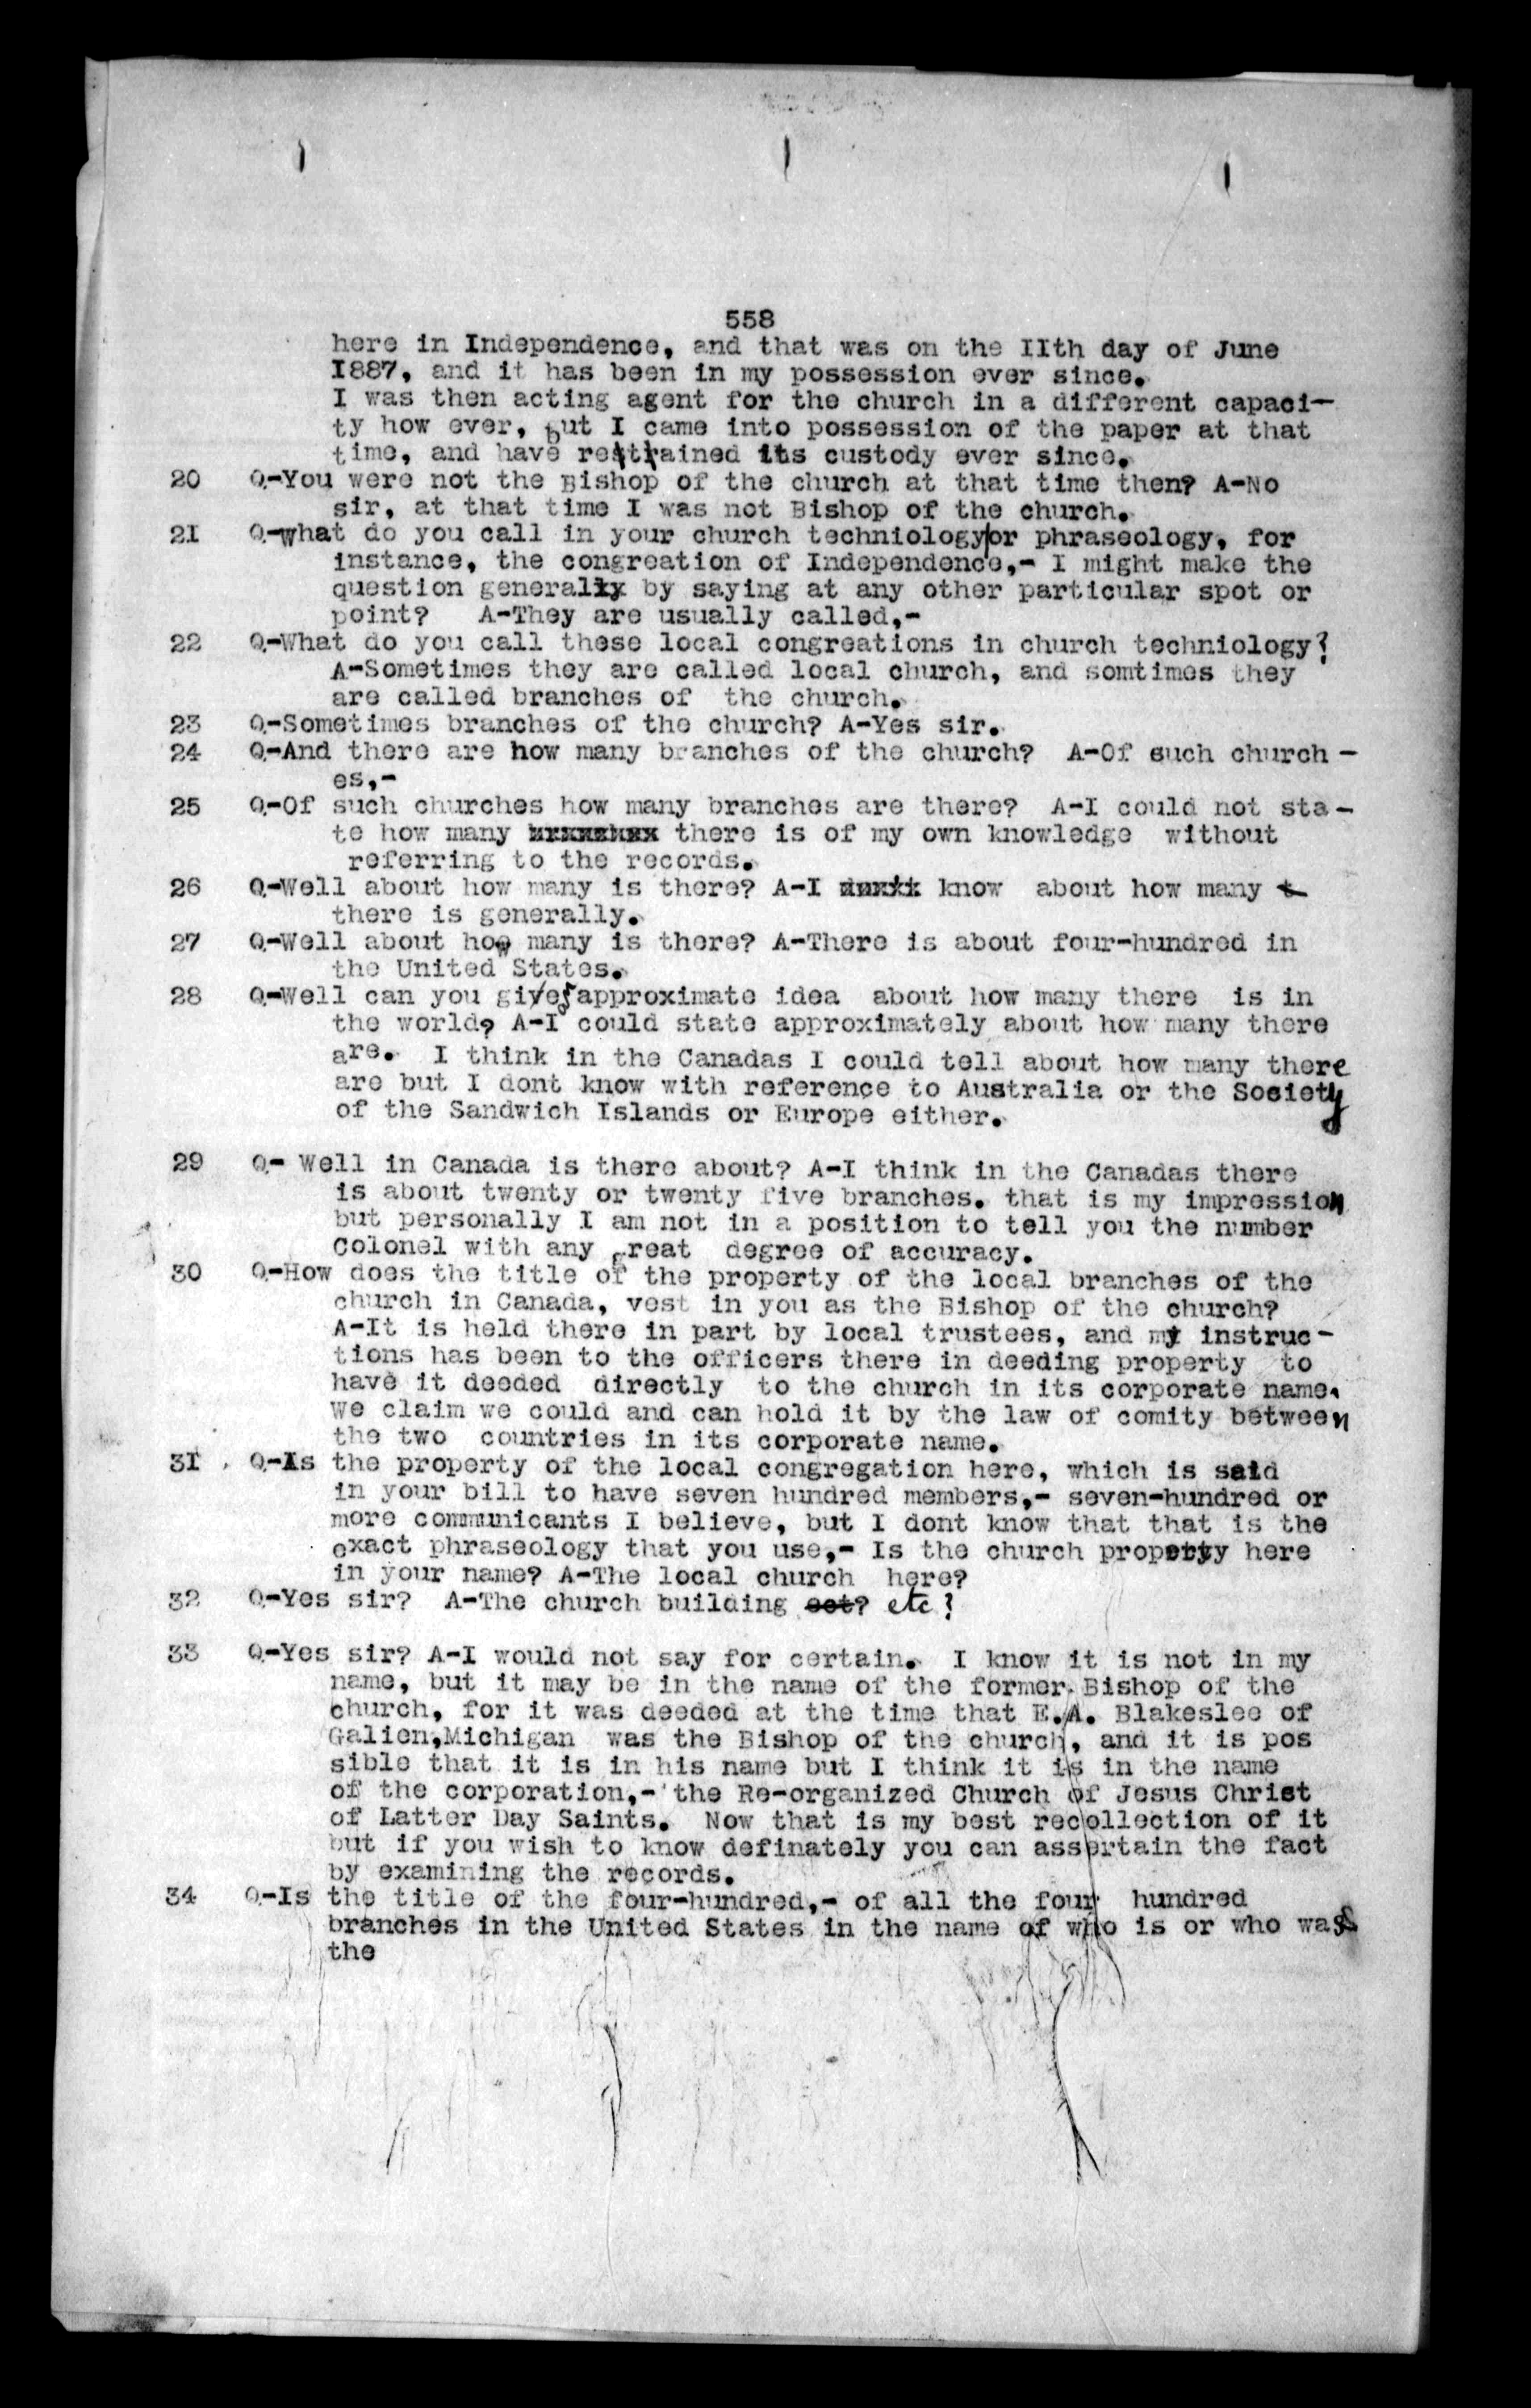 558
here in Independence, and that was on the IIth day of June
I887, and it has been in my possession ever since.
I was then acting agent for the church in a different capaci-
ty how ever, but I came into possession of the paper at that
time, and have retained its custody ever since.
20 Q-You were not the Bishop of the church at that time then? A-No
sir, at that time I was not Bishop of the church.
2I Q-What do you call in your church techniology or phraseology, for
instance, the congreation of Independence,- I might make the
question generally by saying at any other particular spot or
point? A-They are usually called,-
22 Q-What do you call these local congreations in church techniology?
A-Sometimes they are called local church, and somtimes they
are called branches of the church.
23 Q-Sometimes branches of the church? A-Yes sir.
24 Q-And there are how many branches of the church? A-Of such church-
es,-
25 Q-Of such churches how many branches are there? A-I could not sta-
te how many there is of my own knowledge without
referring to the records.
26 Q-Well about how many is there? A-I know about how many
there is generally.
27 Q-Well about how many is there? A-There is about four-hundred in
the United States.
28 Q-Well can you give approximate idea about how many there is in
the world? A-I could state approximately about how many there
are. I think in the Canadas I could tell about how many there
are but I dont know with reference to Australia or the Society
of the Sandwich Islands or Europe either.
29 Q- Well in Canada is there about? A-I think in the Canadas there
is about twenty or twenty five branches. that is my impression
but personally I am not in a position to tell you the number
Colonel with any great degree of accuracy.
30 Q-How does the title of the property of the local branches of the
church in Canada, vest in you as the Bishop of the church?
A-It is held there in part by local trustees, and my instruc-
tions has been to the officers there in deeding property to
have it deeded directly to the church in its corporate name.
We claim we could and can hold it by the law of comity between
the two countries in its corporate name.
3I Q-Is the property of the local congregation here, which is said
in your bill to have seven hundred members,- seven-hundred or
more communicants I believe, but I dont know that that is the
exact phraseology that you use,- Is the church property here
in your name? A-The local church here?
32 Q-Yes sir? A-The church building ect? etc?
33 Q-Yes sir? A-I would not say for certain. I know it is not in my
name, but it may be in the name of the former Bishop of the
church, for it was deeded at the time that E.A. Blakeslee of
Galien,Michigan was the Bishop of the church, and it is pos
sible that it is in his name but I think it is in the name
of the corporation,- the Re-organized Church of Jesus Christ
of Latter Day Saints. Now that is my best recollection of it
but if you wish to know definately you can assertain the fact
by examining the records.
34 Q-Is the title of the four-hundred,- of all the four hundred
branches in the United States in the name of who is or who was
the